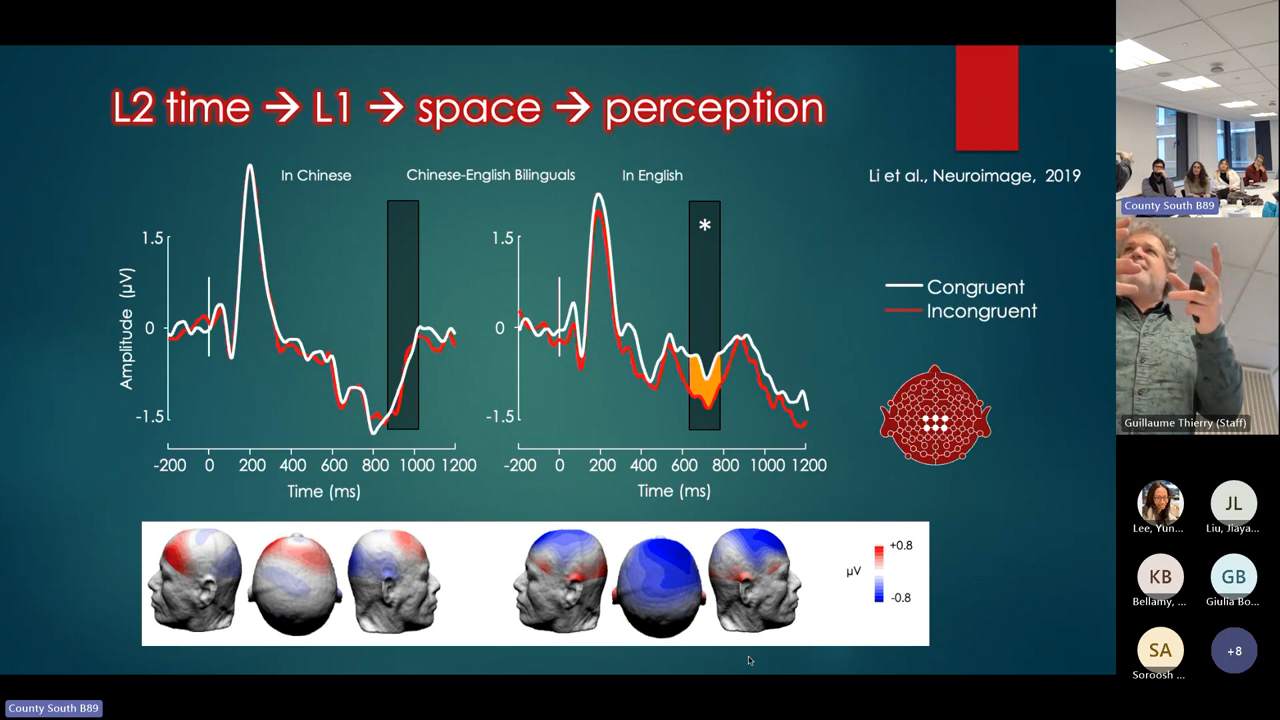 L2 time → L1 → space → perception
In Chinese
Chinese-English Bilinguals
In English
Li et al., Neuroimage, 2019
*
1.5
0
-1.5
Amplitude (µV)
-200 0 200 400 600 800 1000 1200
Time (ms)
1.5
0
-1.5
-200 0 200 400 600 800 1000 1200
Time (ms)
Congruent
Incongruent
µV
+0.8
-0.8
County South B89
Guillaume Thierry (Staff)
Lee, Yun...
JL
Liu, Jiaya...
KB
Bellamy, ...
GB
Giulia Bo...
SA
Soroosh ...
+8
County South B89